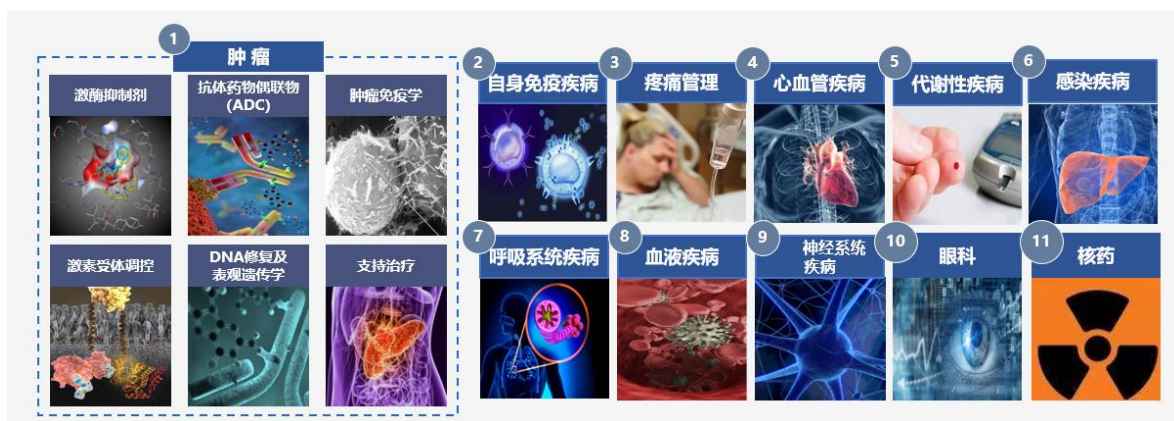 1
肿 瘤
激酶抑制剂
抗体药物偶联物
(ADC)
肿瘤免疫学
激素受体调控
DNA修复及
表观遗传学
支持治疗
2
自身免疫疾病
3
疼痛管理
4
心血管疾病
5
代谢性疾病
6
感染疾病
7
呼吸系统疾病
8
血液疾病
9
神经系统
疾病
10
眼科
11
核药